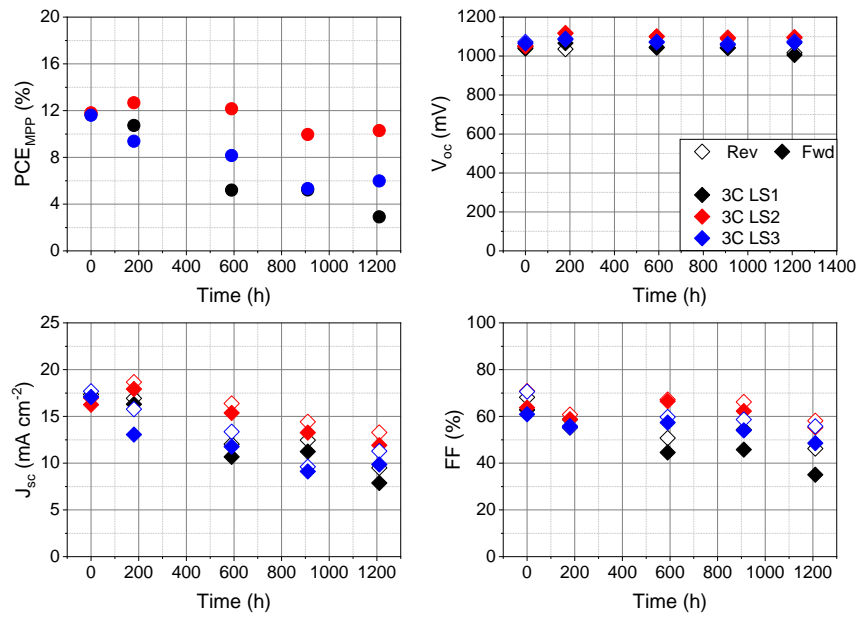 20
16
12
8
4
0
PCE_MPP (%)
0 200 400 600 800 1000 1200
Time (h)
1200
1000
800
600
400
200
0
V_oc (mV)
Rev Fwd
3C LS1
3C LS2
3C LS3
0 200 400 600 800 1000 1200 1400
Time (h)
25
20
15
10
5
0
J_sc (mA cm⁻²)
0 200 400 600 800 1000 1200
Time (h)
100
80
60
40
20
0
FF (%)
0 200 400 600 800 1000 1200
Time (h)